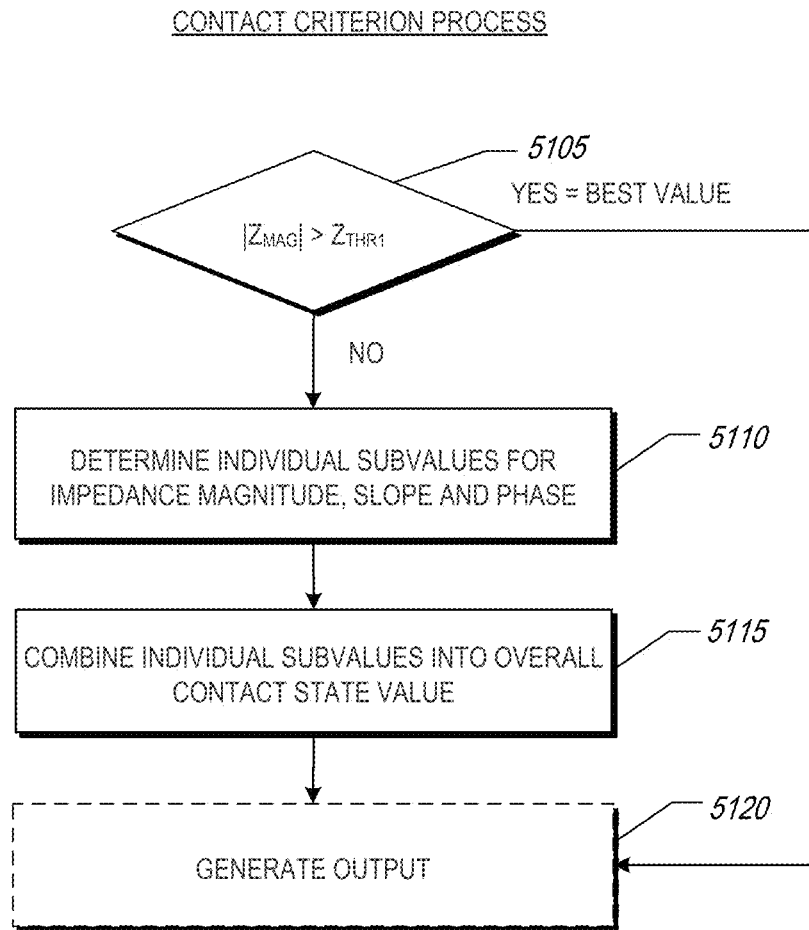 CONTACT CRITERION PROCESS
5105
YES = BEST VALUE
|ZMAG| > ZTHR1
NO
5110
DETERMINE INDIVIDUAL SUBVALUES FOR
IMPEDANCE MAGNITUDE, SLOPE AND PHASE
5115
COMBINE INDIVIDUAL SUBVALUES INTO OVERALL
CONTACT STATE VALUE
5120
GENERATE OUTPUT